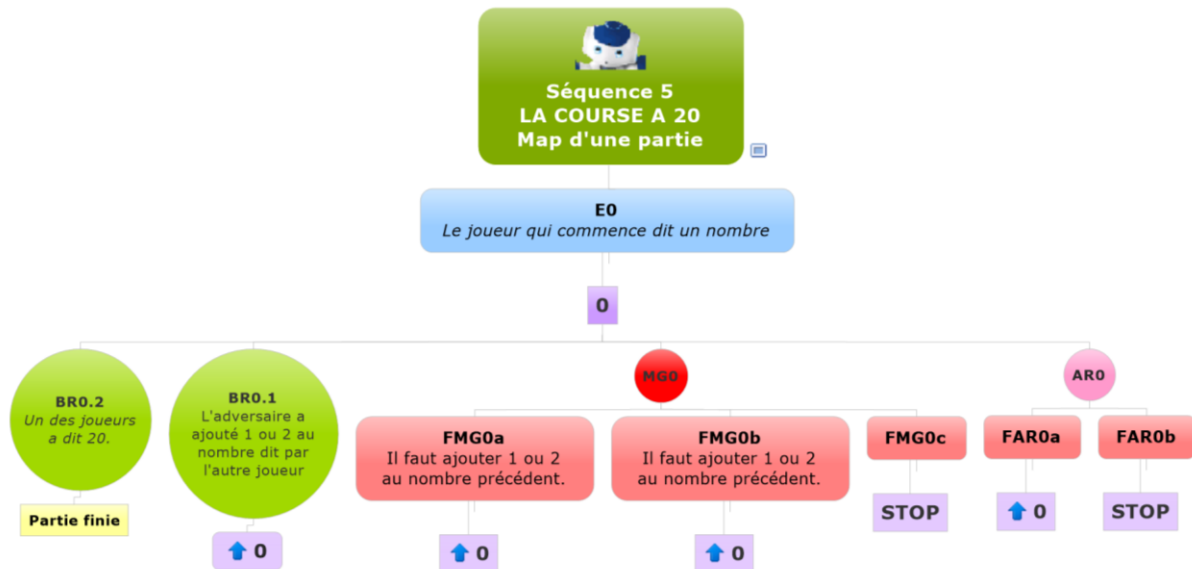 Séquence 5
LA COURSE A 20
Map d'une partie
E0
Le joueur qui commence dit un nombre
0
BR0.2
Un des joueurs
a dit 20.
Partie finie
BR0.1
L'adversaire a
ajouté 1 ou 2 au
nombre dit par
l'autre joueur
0
MG0
FMG0a
Il faut ajouter 1 ou 2
au nombre précédent.
0
FMG0b
Il faut ajouter 1 ou 2
au nombre précédent.
0
FMG0c
STOP
AR0
FAR0a
0
FAR0b
STOP